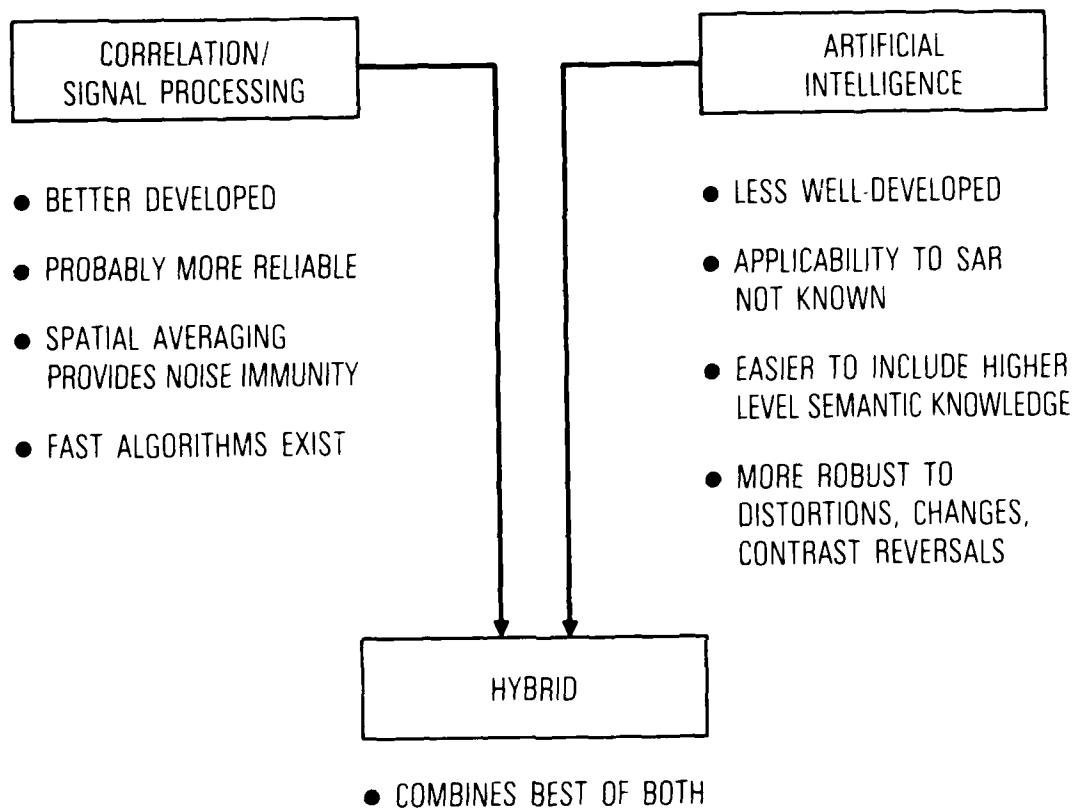 CORRELATION/
SIGNAL PROCESSING
● BETTER DEVELOPED
● PROBABLY MORE RELIABLE
● SPATIAL AVERAGING
PROVIDES NOISE IMMUNITY
● FAST ALGORITHMS EXIST
ARTIFICIAL
INTELLIGENCE
● LESS WELL-DEVELOPED
● APPLICABILITY TO SAR
NOT KNOWN
● EASIER TO INCLUDE HIGHER
LEVEL SEMANTIC KNOWLEDGE
● MORE ROBUST TO
DISTORTIONS, CHANGES,
CONTRAST REVERSALS
HYBRID
● COMBINES BEST OF BOTH